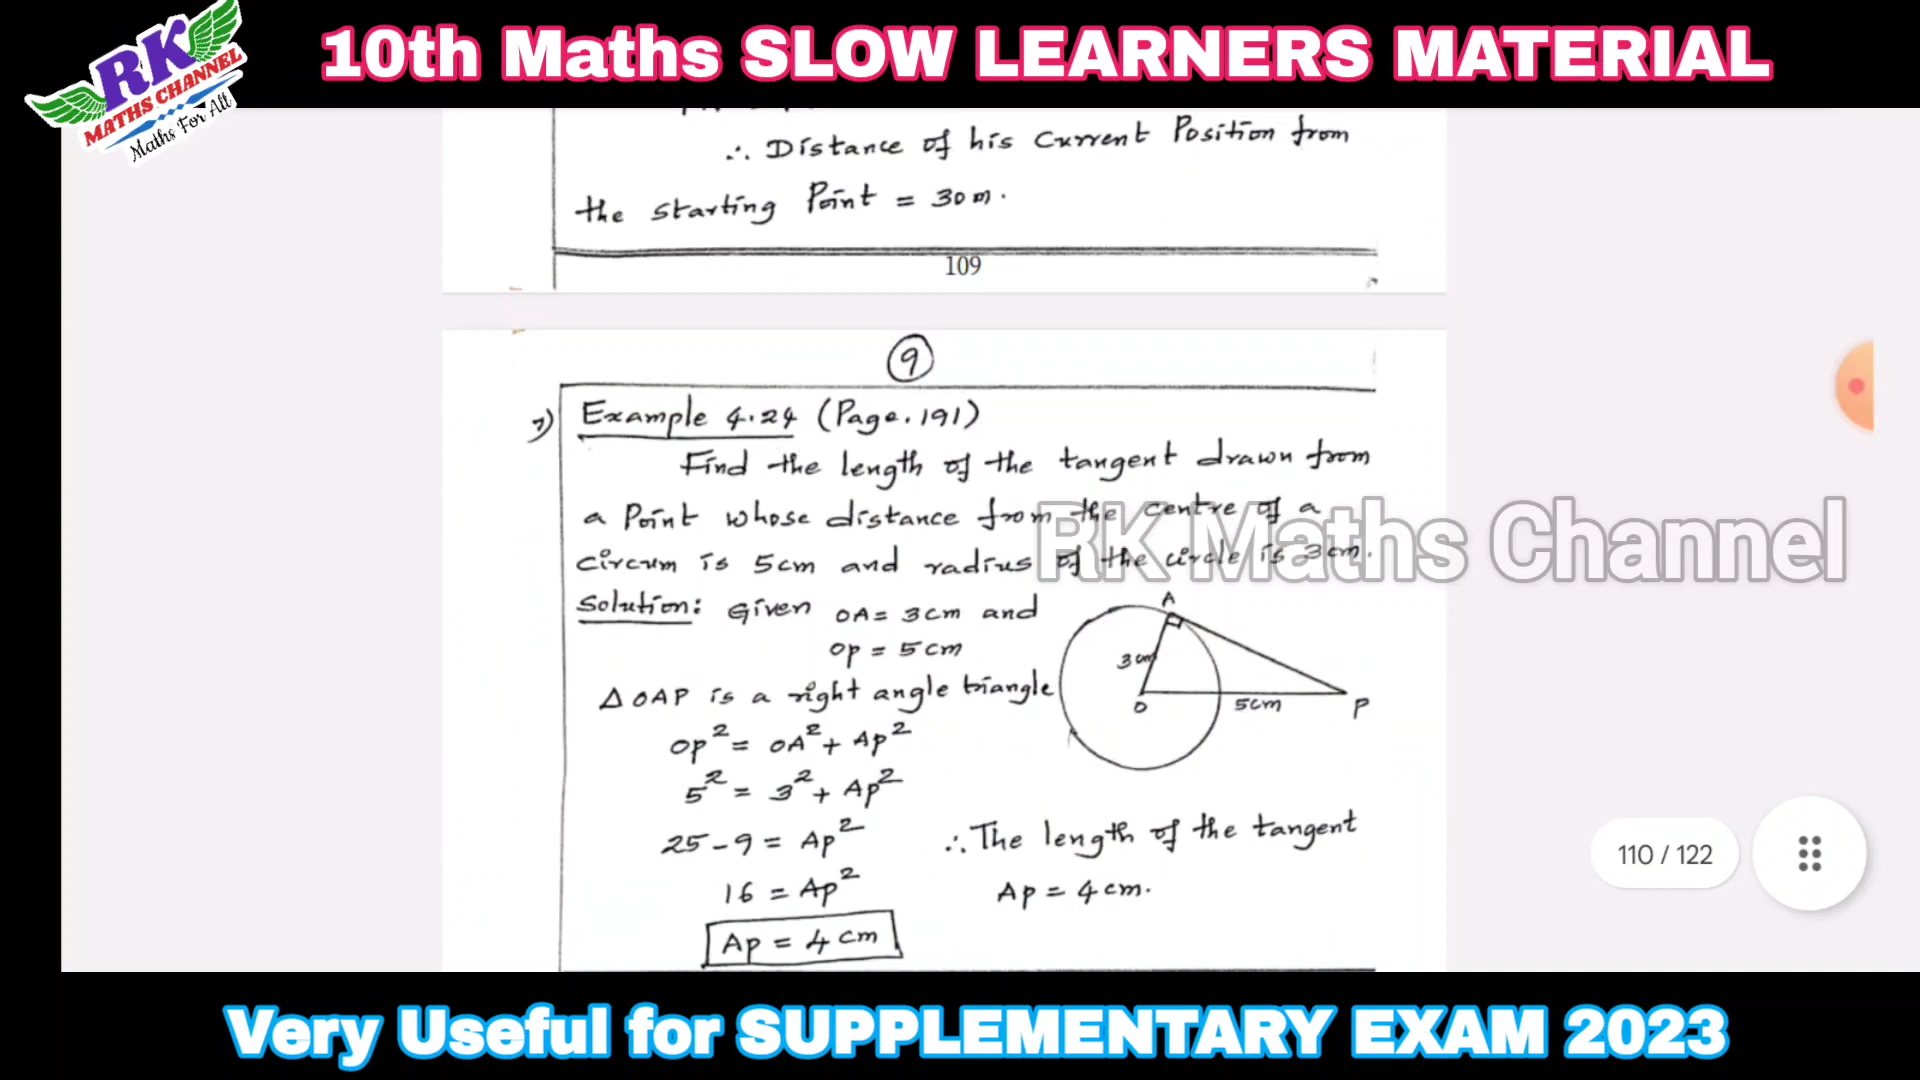 10th Maths SLOW LEARNERS MATERIAL
RK
MATHS CHANNEL
Maths For All
∴ Distance of his Current Position from
the starting Point = 30m.
109
9
7) Example 4.24 (Page. 191)
Find the length of the tangent drawn from
a Point whose distance from the centre of a
circum is 5cm and radius of the circle is 3cm.
RK Maths Channel
Solution: Given OA = 3cm and
OP = 5cm
Δ OAP is a right angle triangle
OP² = OA² + AP²
5² = 3² + AP²
25 - 9 = AP²
16 = AP²
AP = 4 cm
A
3 cm
O
5cm
P
∴ The length of the tangent
AP = 4 cm.
110 / 122
Very Useful for SUPPLEMENTARY EXAM 2023